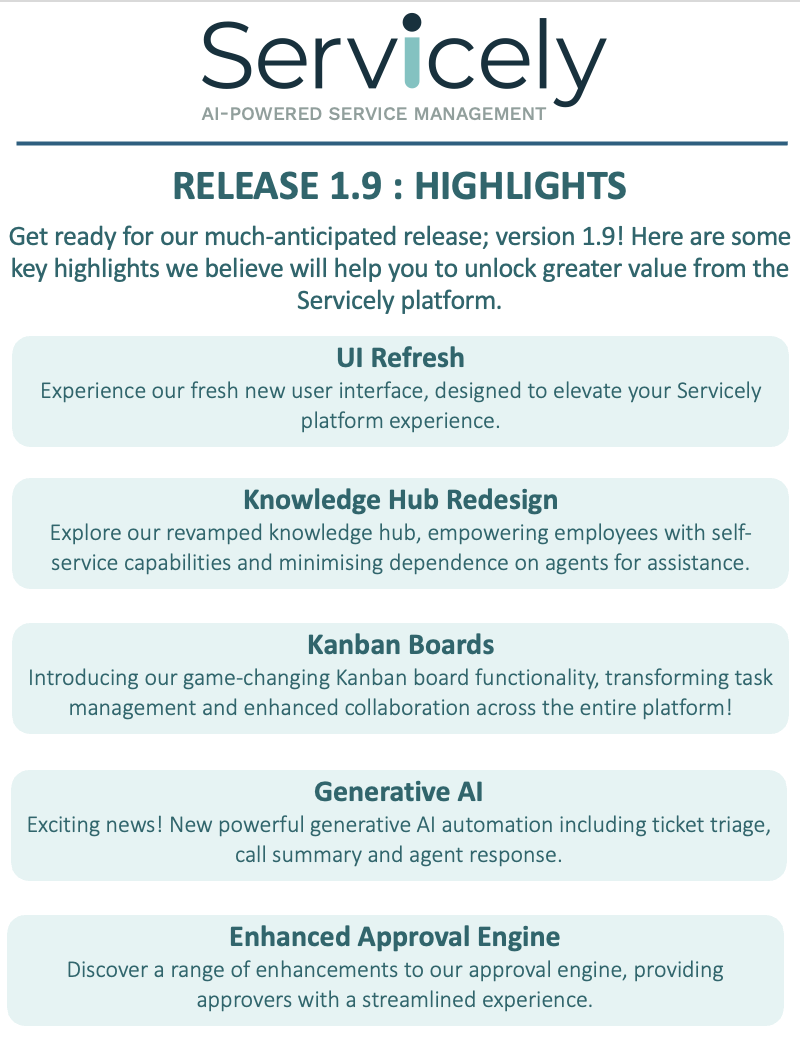 Servicely
AI-POWERED SERVICE MANAGEMENT
RELEASE 1.9 : HIGHLIGHTS
Get ready for our much-anticipated release; version 1.9! Here are some
key highlights we believe will help you to unlock greater value from the
Servicely platform.
UI Refresh
Experience our fresh new user interface, designed to elevate your Servicely
platform experience.
Knowledge Hub Redesign
Explore our revamped knowledge hub, empowering employees with self-
service capabilities and minimising dependence on agents for assistance.
Kanban Boards
Introducing our game-changing Kanban board functionality, transforming task
management and enhanced collaboration across the entire platform!
Generative AI
Exciting news! New powerful generative AI automation including ticket triage,
call summary and agent response.
Enhanced Approval Engine
Discover a range of enhancements to our approval engine, providing
approvers with a streamlined experience.